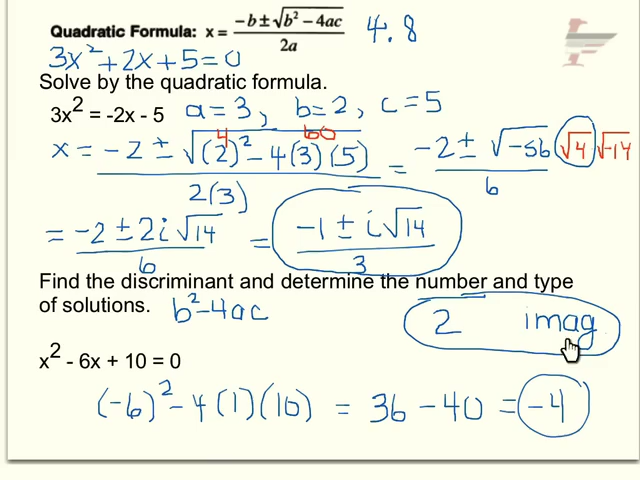 Quadratic Formula: x = (-b ± √(b² - 4ac)) / 2a 4.8
3x² + 2x + 5 = 0
Solve by the quadratic formula.
3x² = -2x - 5 a = 3, b = 2, c = 5
4 60
x = (-2 ± √((2)² - 4(3)(5))) / 2(3) = (-2 ± √-56) / 6 √4 √-14
= (-2 ± 2i√14) / 6 = (-1 ± i√14) / 3
Find the discriminant and determine the number and type
of solutions. b² - 4ac 2 imag
x² - 6x + 10 = 0
(-6)² - 4(1)(10) = 36 - 40 = -4